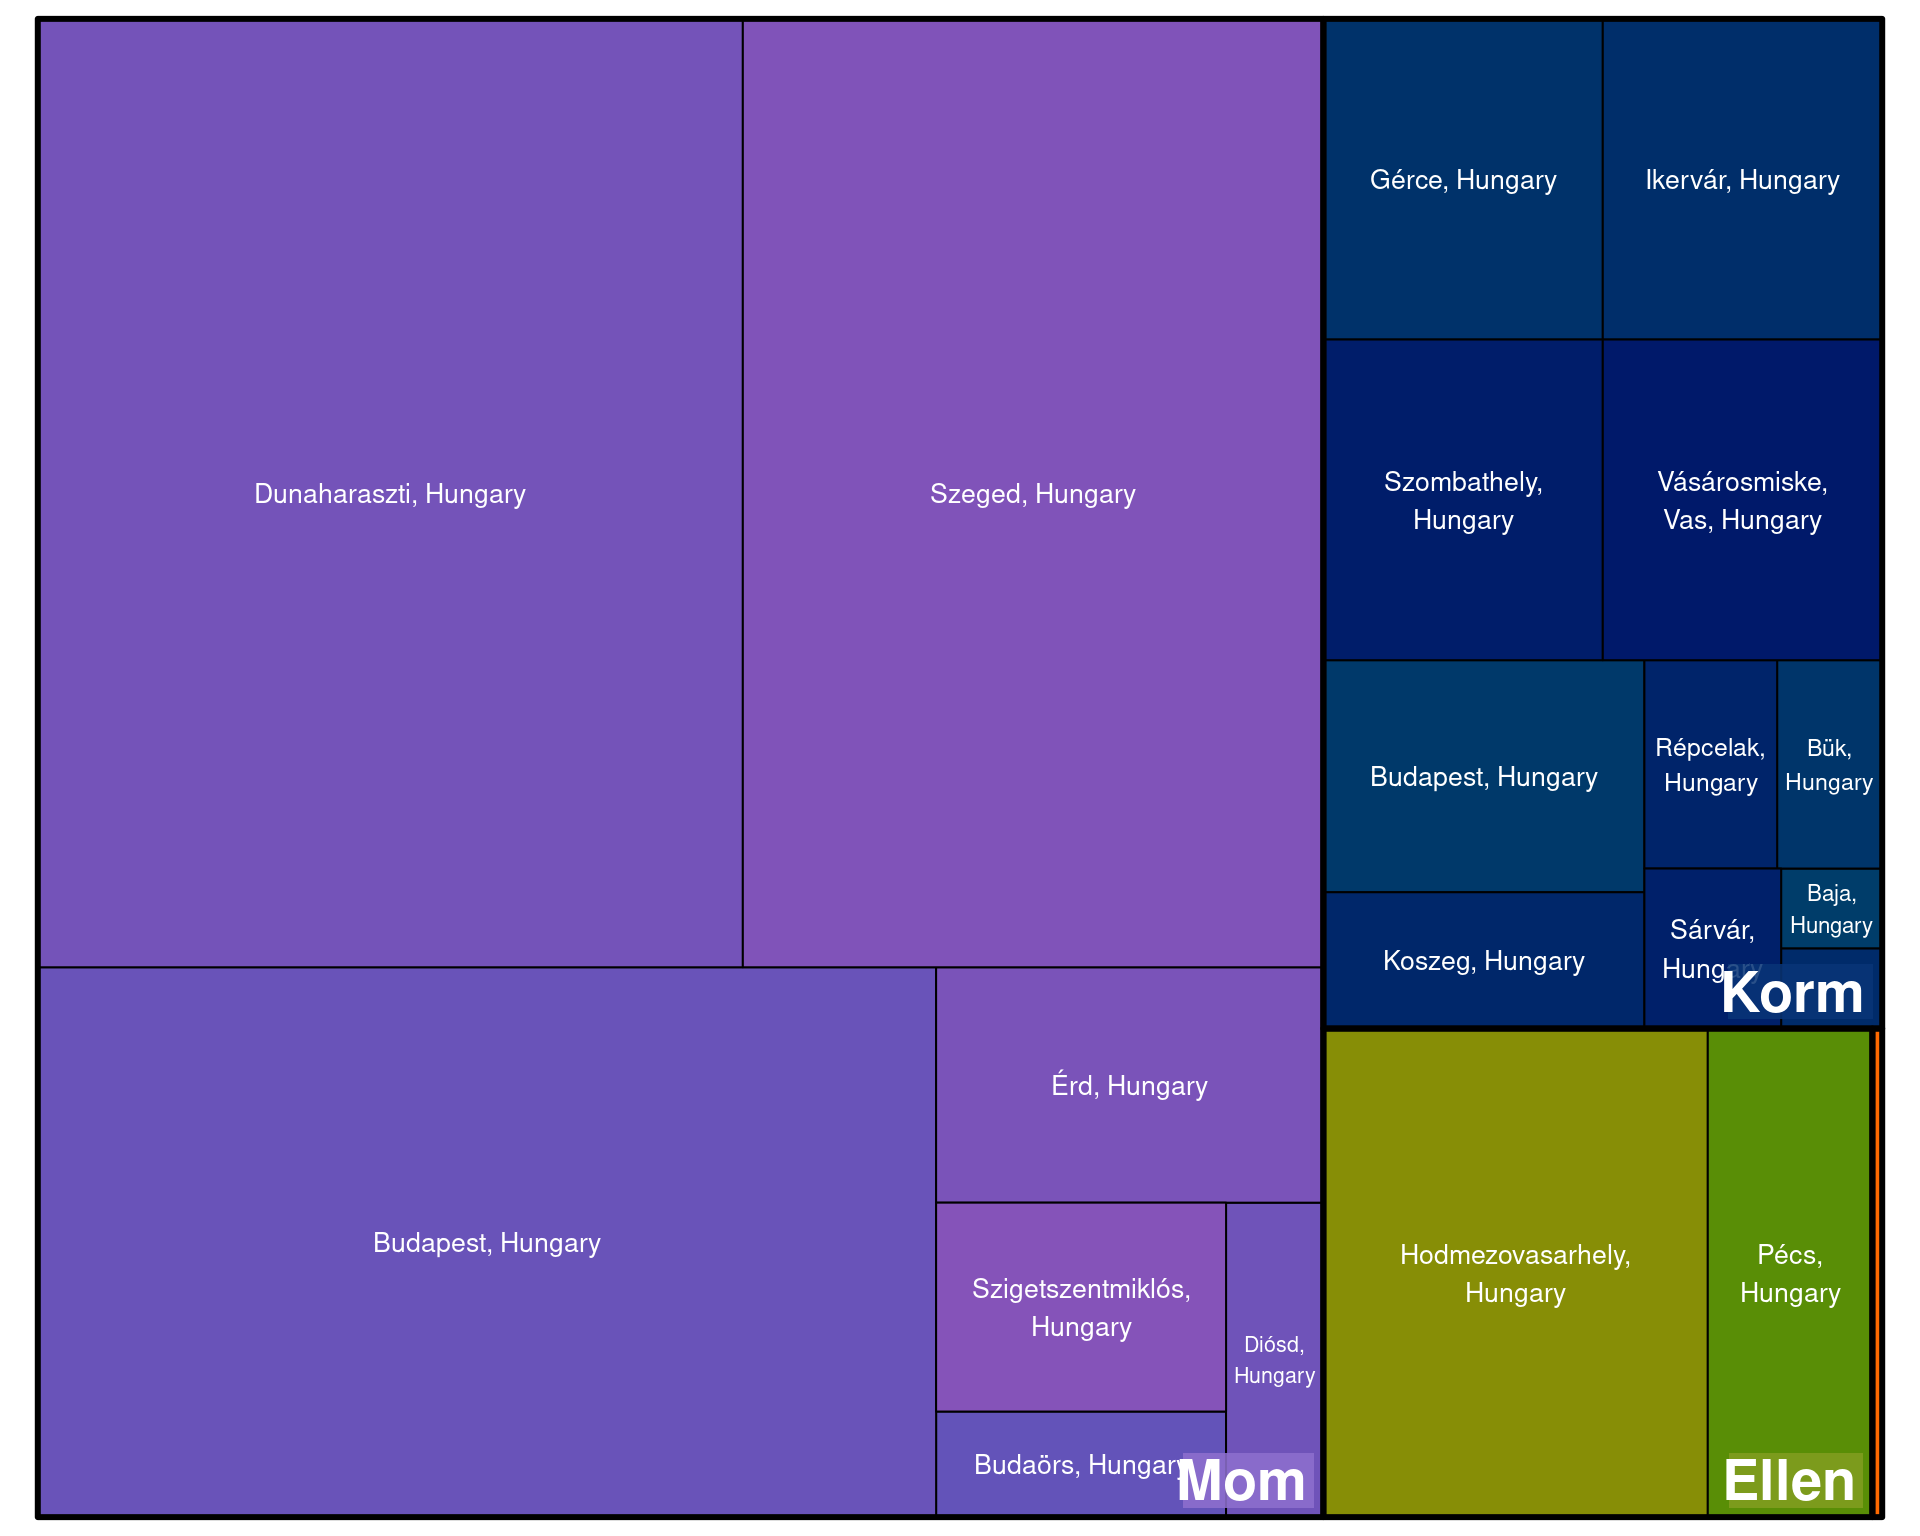 Dunaharaszti, Hungary
Szeged, Hungary
Budapest, Hungary
Érd, Hungary
Szigetszentmiklós,
Hungary
Diósd,
Hungary
Budaörs, Hungary
Mom
Gérce, Hungary
Ikervár, Hungary
Szombathely,
Hungary
Vásárosmiske,
Vas, Hungary
Budapest, Hungary
Répcelak,
Hungary
Bük,
Hungary
Koszeg, Hungary
Sárvár,
Hungary
Baja,
Hungary
Korm
Hodmezovasarhely,
Hungary
Pécs,
Hungary
Ellen